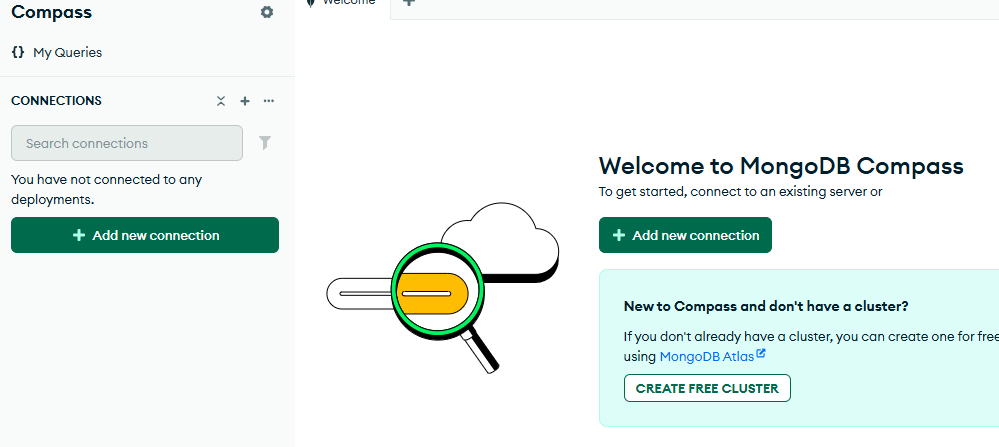 Compass
Welcome
{} My Queries
CONNECTIONS
Search connections
You have not connected to any
deployments.
+ Add new connection
Welcome to MongoDB Compass
To get started, connect to an existing server or
+ Add new connection
New to Compass and don't have a cluster?
If you don't already have a cluster, you can create one for free
using MongoDB Atlas
CREATE FREE CLUSTER